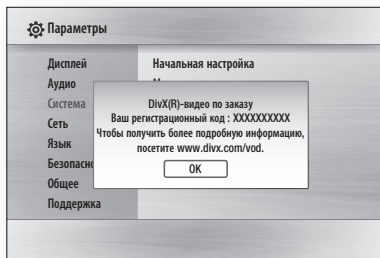 Параметры
Дисплей
Начальная настройка
Аудио
Система
Сеть
Язык
Безопасно
Общее
Поддержка
DivX(R)-видео по заказу
Ваш регистрационный код : XXXXXXXXXX
Чтобы получить более подробную информацию,
посетите www.divx.com/vod.
OK